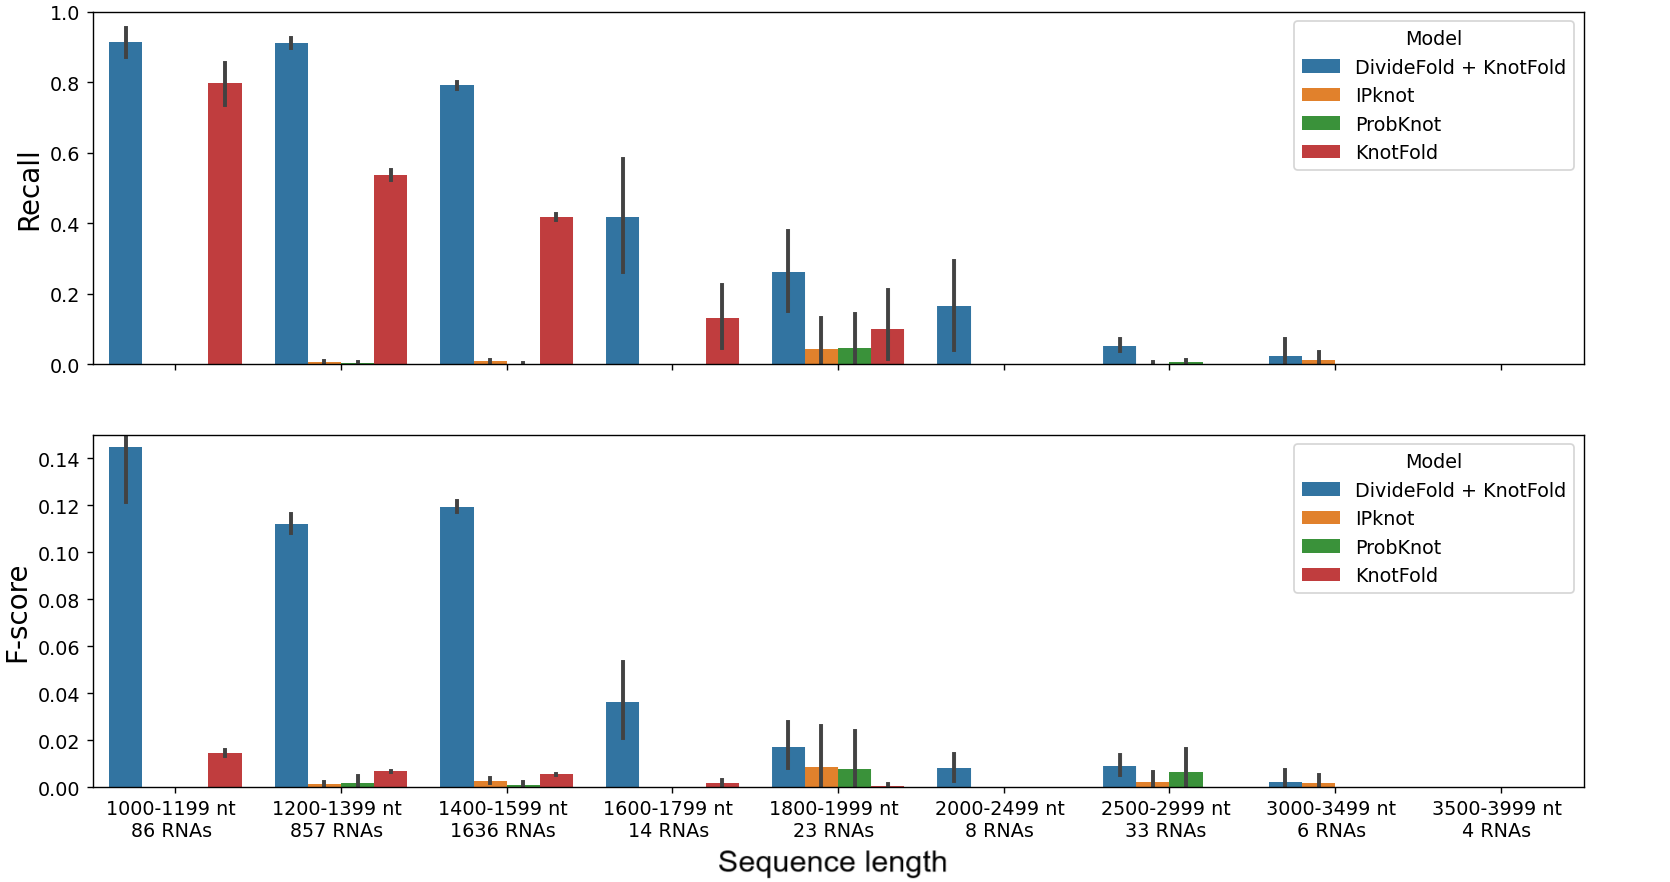 1.0
0.8
0.6
0.4
0.2
0.0
Recall
Model
DivideFold + KnotFold
IPknot
ProbKnot
KnotFold
0.14
0.12
0.10
0.08
0.06
0.04
0.02
0.00
F-score
Model
DivideFold + KnotFold
IPknot
ProbKnot
KnotFold
1000-1199 nt 1200-1399 nt 1400-1599 nt 1600-1799 nt 1800-1999 nt 2000-2499 nt 2500-2999 nt 3000-3499 nt 3500-3999 nt
86 RNAs 857 RNAs 1636 RNAs 14 RNAs 23 RNAs 8 RNAs 33 RNAs 6 RNAs 4 RNAs
Sequence length